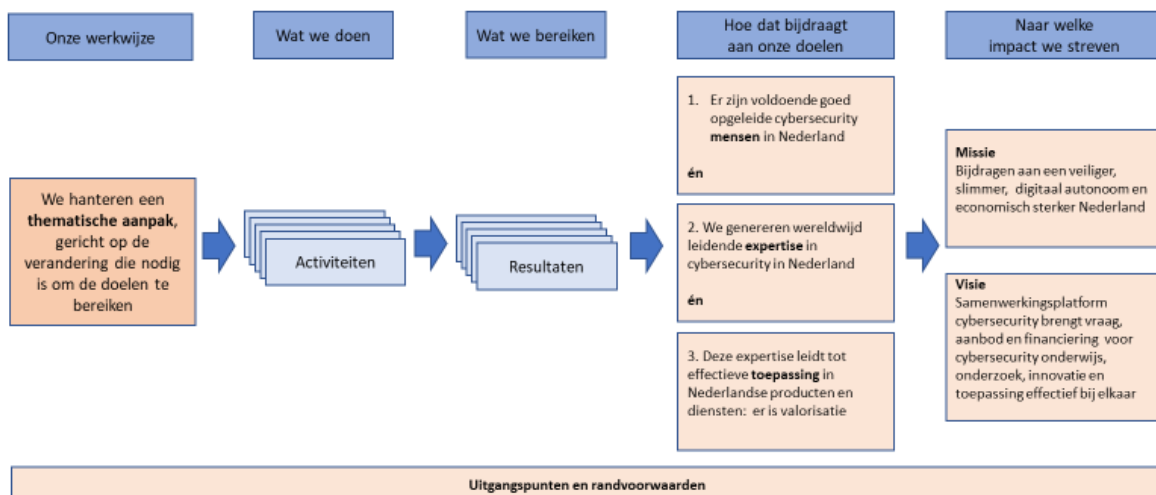 Onze werkwijze
Wat we doen
Wat we bereiken
Hoe dat bijdraagt
aan onze doelen
Naar welke
impact we streven
We hanteren een
thematische aanpak,
gericht op de
verandering die nodig
is om de doelen te
bereiken
Activiteiten
Resultaten
1. Er zijn voldoende goed
opgeleide cybersecurity
mensen in Nederland
én
2. We genereren wereldwijd
leidende expertise in
cybersecurity in Nederland
én
3. Deze expertise leidt tot
effectieve toepassing in
Nederlandse producten en
diensten: er is valorisatie
Missie
Bijdragen aan een veiliger,
slimmer, digitaal autonoom en
economisch sterker Nederland
Visie
Samenwerkingsplatform
cybersecurity brengt vraag,
aanbod en financiering voor
cybersecurity onderwijs,
onderzoek, innovatie en
toepassing effectief bij elkaar
Uitgangspunten en randvoorwaarden